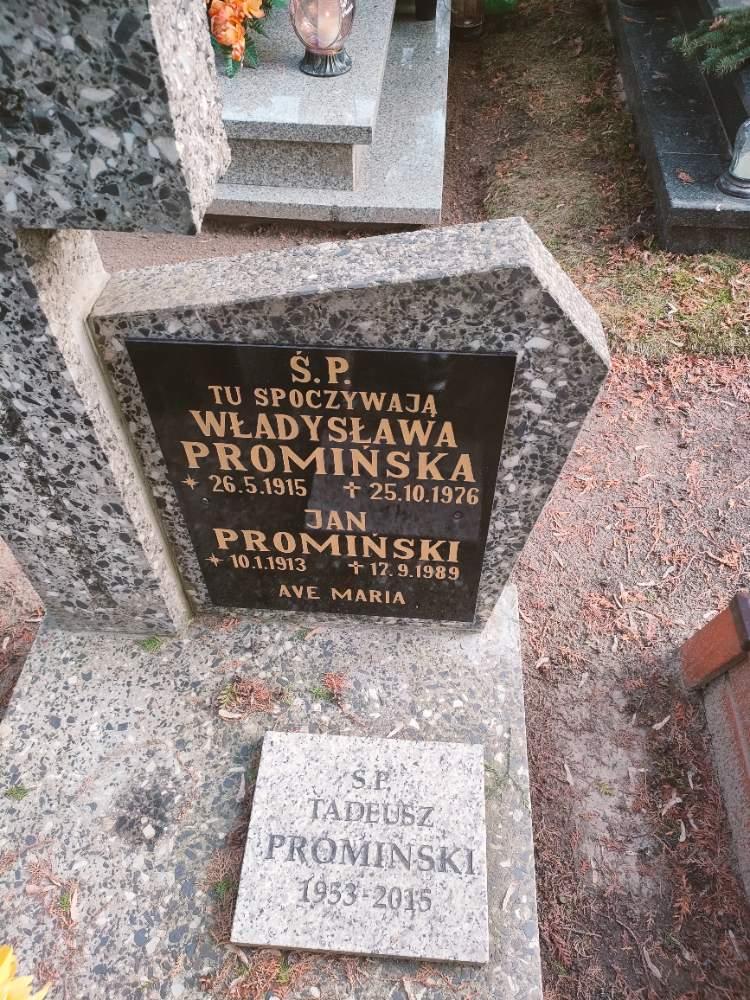 Ś.P.
TU SPOCZYWAJĄ
WŁADYSŁAWA
PROMIŃSKA
* 26.5.1915 ✝ 25.10.1976
JAN
PROMIŃSKI
* 10.1.1913 ✝ 17.9.1989
AVE MARIA
Ś.P.
TADEUSZ
PROMIŃSKI
1953-2015